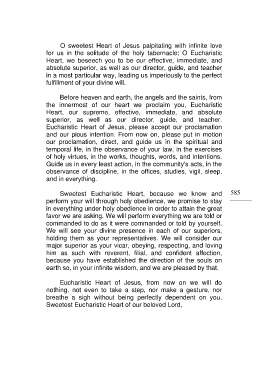 O sweetest Heart of Jesus palpitating with infinite love
for us in the solitude of the holy tabernacle; O Eucharistic
Heart, we beseech you to be our effective, immediate, and
absolute superior, as well as our director, guide, and teacher
in a most particular way, leading us imperiously to the perfect
fulfillment of your divine will.
Before heaven and earth, the angels and the saints, from
the innermost of our heart we proclaim you, Eucharistic
Heart, our supreme, effective, immediate, and absolute
superior, as well as our director, guide, and teacher.
Eucharistic Heart of Jesus, please accept our proclamation
and our pious intention. From now on, please put in motion
our proclamation, direct, and guide us in the spiritual and
temporal life, in the observance of your law, in the exercises
of holy virtues, in the works, thoughts, words, and intentions.
Guide us in every least action, in the community's acts, in the
observance of discipline, in the offices, studies, vigil, sleep,
and in everything.
Sweetest Eucharistic Heart, because we know and
perform your will through holy obedience, we promise to stay
in everything under holy obedience in order to attain the great
favor we are asking. We will perform everything we are told or
commanded to do as it were commanded or told by yourself.
We will see your divine presence in each of our superiors,
holding them as your representatives. We will consider our
major superior as your vicar, obeying, respecting, and loving
him as such with reverent, filial, and confident affection,
because you have established the direction of the souls on
earth so, in your infinite wisdom, and we are pleased by that.
585
Eucharistic Heart of Jesus, from now on we will do
nothing, not even to take a step, nor make a gesture, nor
breathe a sigh without being perfectly dependent on you.
Sweetest Eucharistic Heart of our beloved Lord,